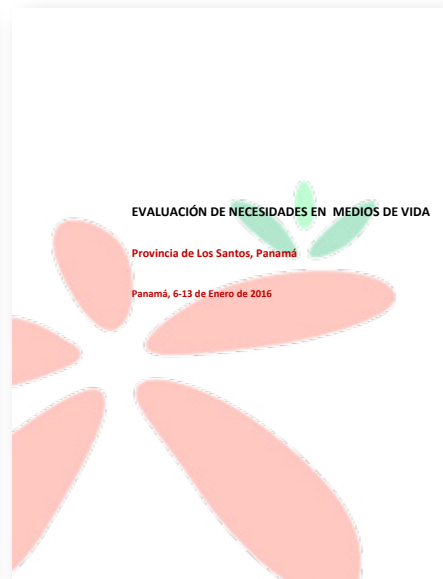 EVALUACIÓN DE NECESIDADES EN MEDIOS DE VIDA
Provincia de Los Santos, Panamá
Panamá, 6-13 de Enero de 2016